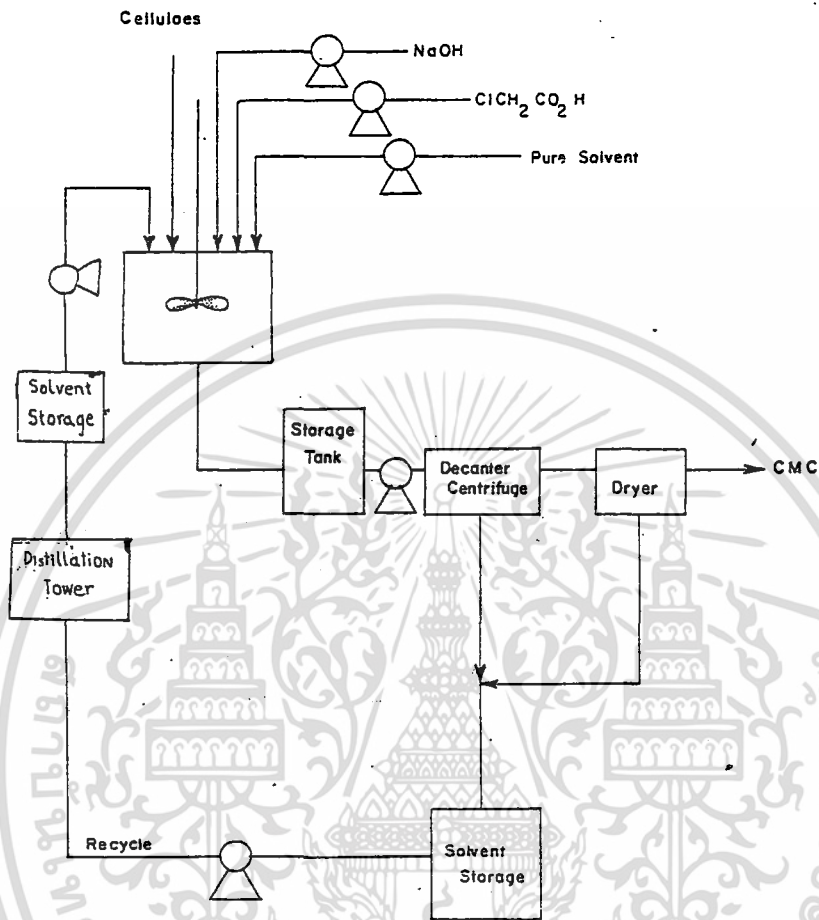 Celluloes
NaOH
ClCH2 CO2 H
Pure Solvent
Solvent
Storage
Storage
Tank
Decanter
Centrifuge
Dryer
CMC
Distillation
Tower
Recycle
Solvent
Storage